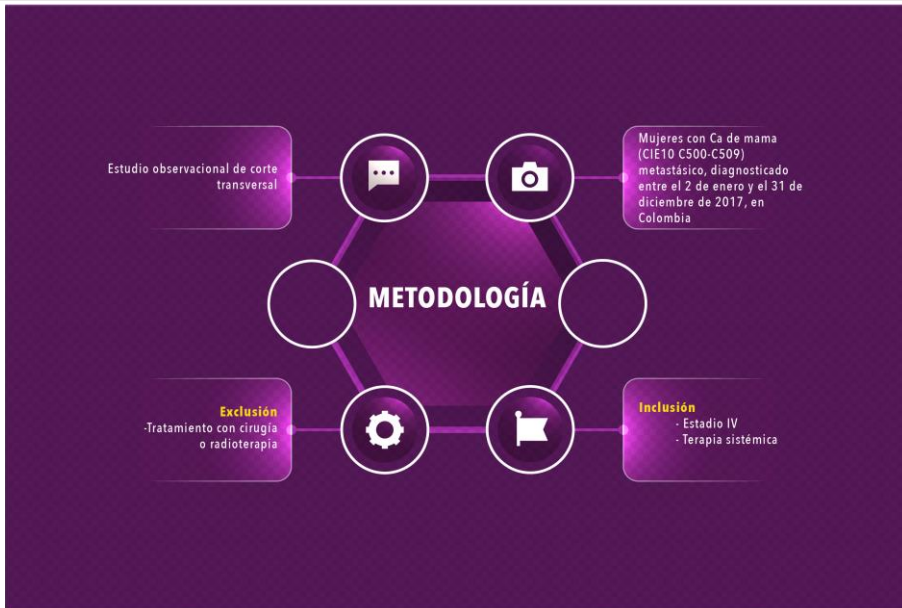 Estudio observacional de corte
transversal
Mujeres con Ca de mama
(CIE10 C500-C509)
metastásico, diagnosticado
entre el 2 de enero y el 31 de
diciembre de 2017, en
Colombia
METODOLOGÍA
Exclusión
-Tratamiento con cirugía
o radioterapia
Inclusión
- Estadio IV
- Terapia sistémica